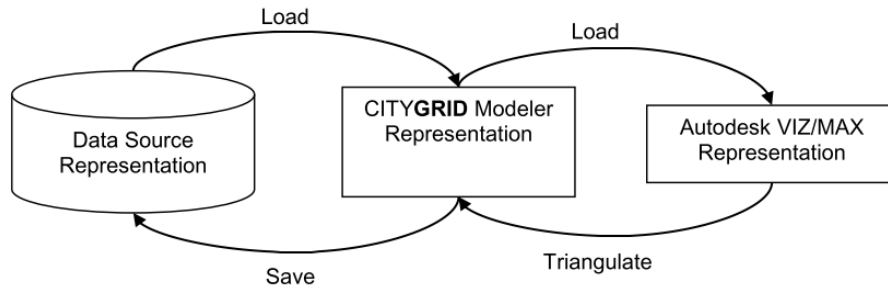 Load
Load
Data Source
Representation
CITYGRID Modeler
Representation
Autodesk VIZ/MAX
Representation
Save
Triangulate